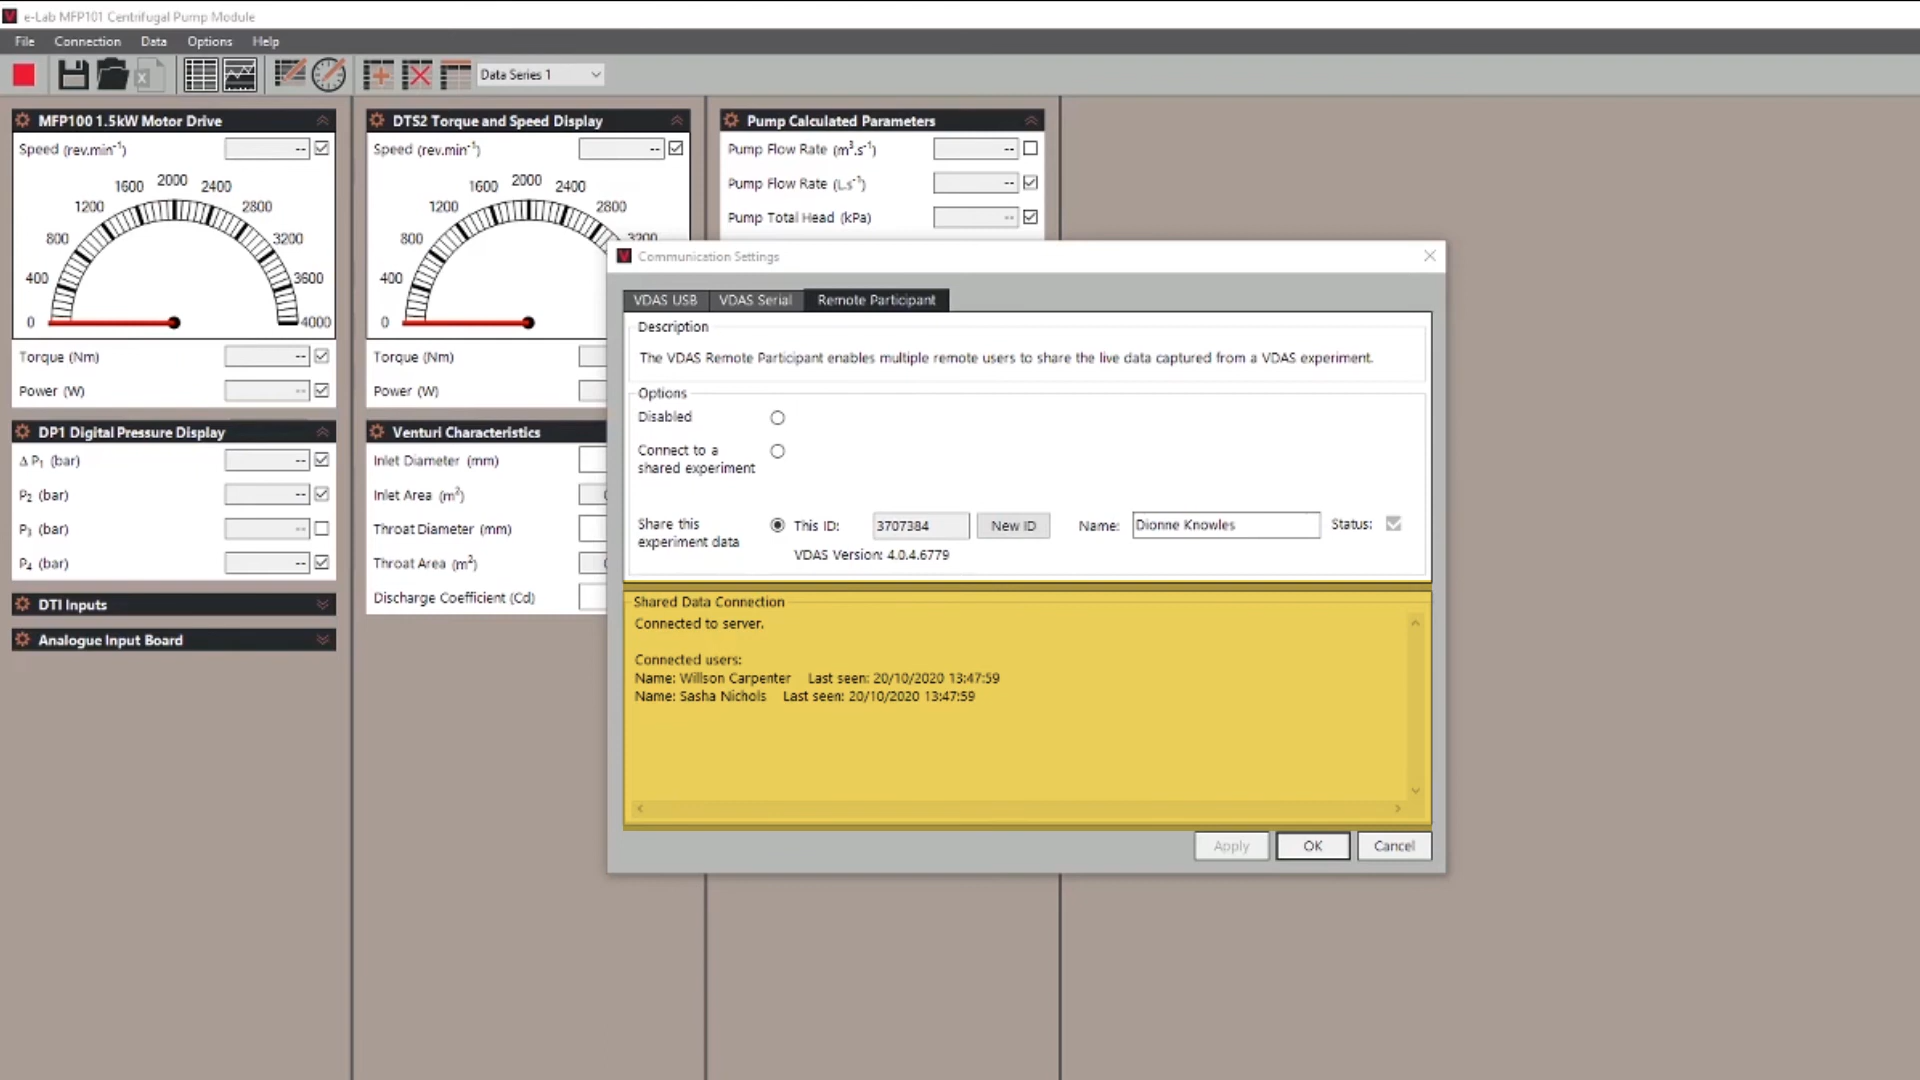 e-Lab MFP101 Centrifugal Pump Module
File Connection Data Options Help
Data Series 1
MFP100 1.5kW Motor Drive
Speed (rev.min⁻¹) --
0 400 800 1200 1600 2000 2400 2800 3200 3600 4000
Torque (Nm) --
Power (W) --
DP1 Digital Pressure Display
Δ P₁ (bar) --
P₂ (bar) --
P₃ (bar) --
P₄ (bar) --
DTI Inputs
Analogue Input Board
DTS2 Torque and Speed Display
Speed (rev.min⁻¹) --
0 400 800 1200 1600 2000 2400 2800 3200
Torque (Nm)
Power (W)
Venturi Characteristics
Inlet Diameter (mm)
Inlet Area (m²)
Throat Diameter (mm)
Throat Area (m²)
Discharge Coefficient (Cd)
Pump Calculated Parameters
Pump Flow Rate (m³.s⁻¹) --
Pump Flow Rate (L.s⁻¹) --
Pump Total Head (kPa) --
Communication Settings
VDAS USB VDAS Serial Remote Participant
Description
The VDAS Remote Participant enables multiple remote users to share the live data captured from a VDAS experiment.
Options
Disabled
Connect to a
shared experiment
Share this
experiment data
This ID: 3707384 New ID Name: Dionne Knowles Status:
VDAS Version: 4.0.4.6779
Shared Data Connection
Connected to server.
Connected users:
Name: Willson Carpenter Last seen: 20/10/2020 13:47:59
Name: Sasha Nichols Last seen: 20/10/2020 13:47:59
Apply OK Cancel